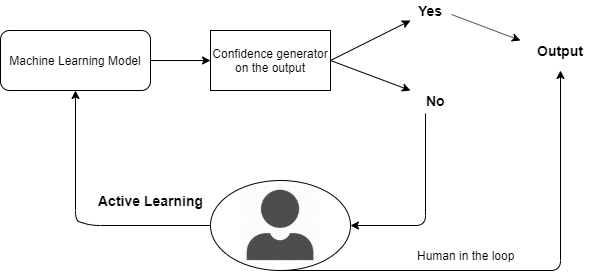 Yes
Output
Machine Learning Model
Confidence generator
on the output
No
Active Learning
Human in the loop